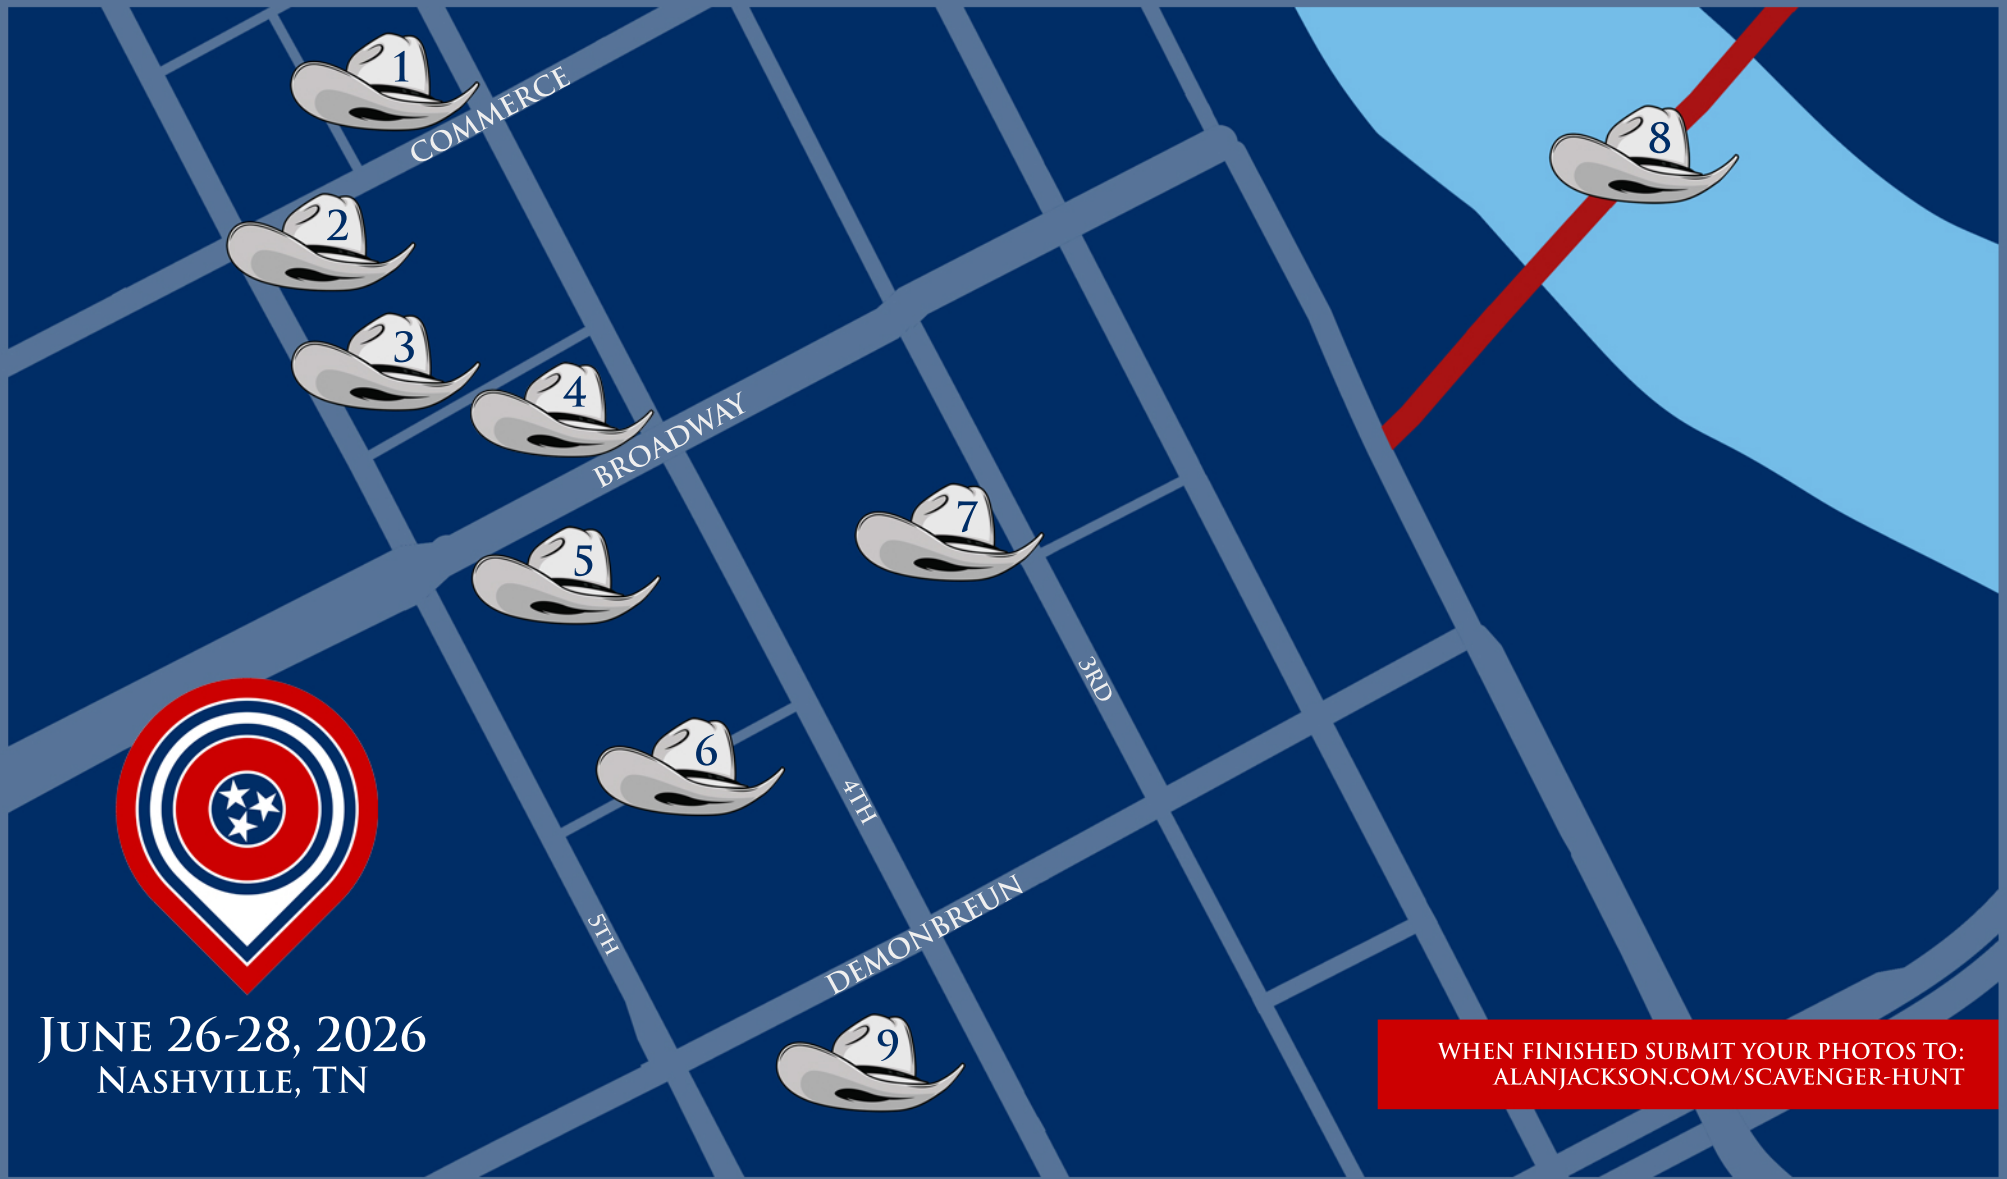 1
COMMERCE
2
3
4
BROADWAY
5
7
8
6
3RD
4TH
5TH
DEMONBREUN
9
JUNE 26-28, 2026
NASHVILLE, TN
WHEN FINISHED SUBMIT YOUR PHOTOS TO:
ALANJACKSON.COM/SCAVENGER-HUNT